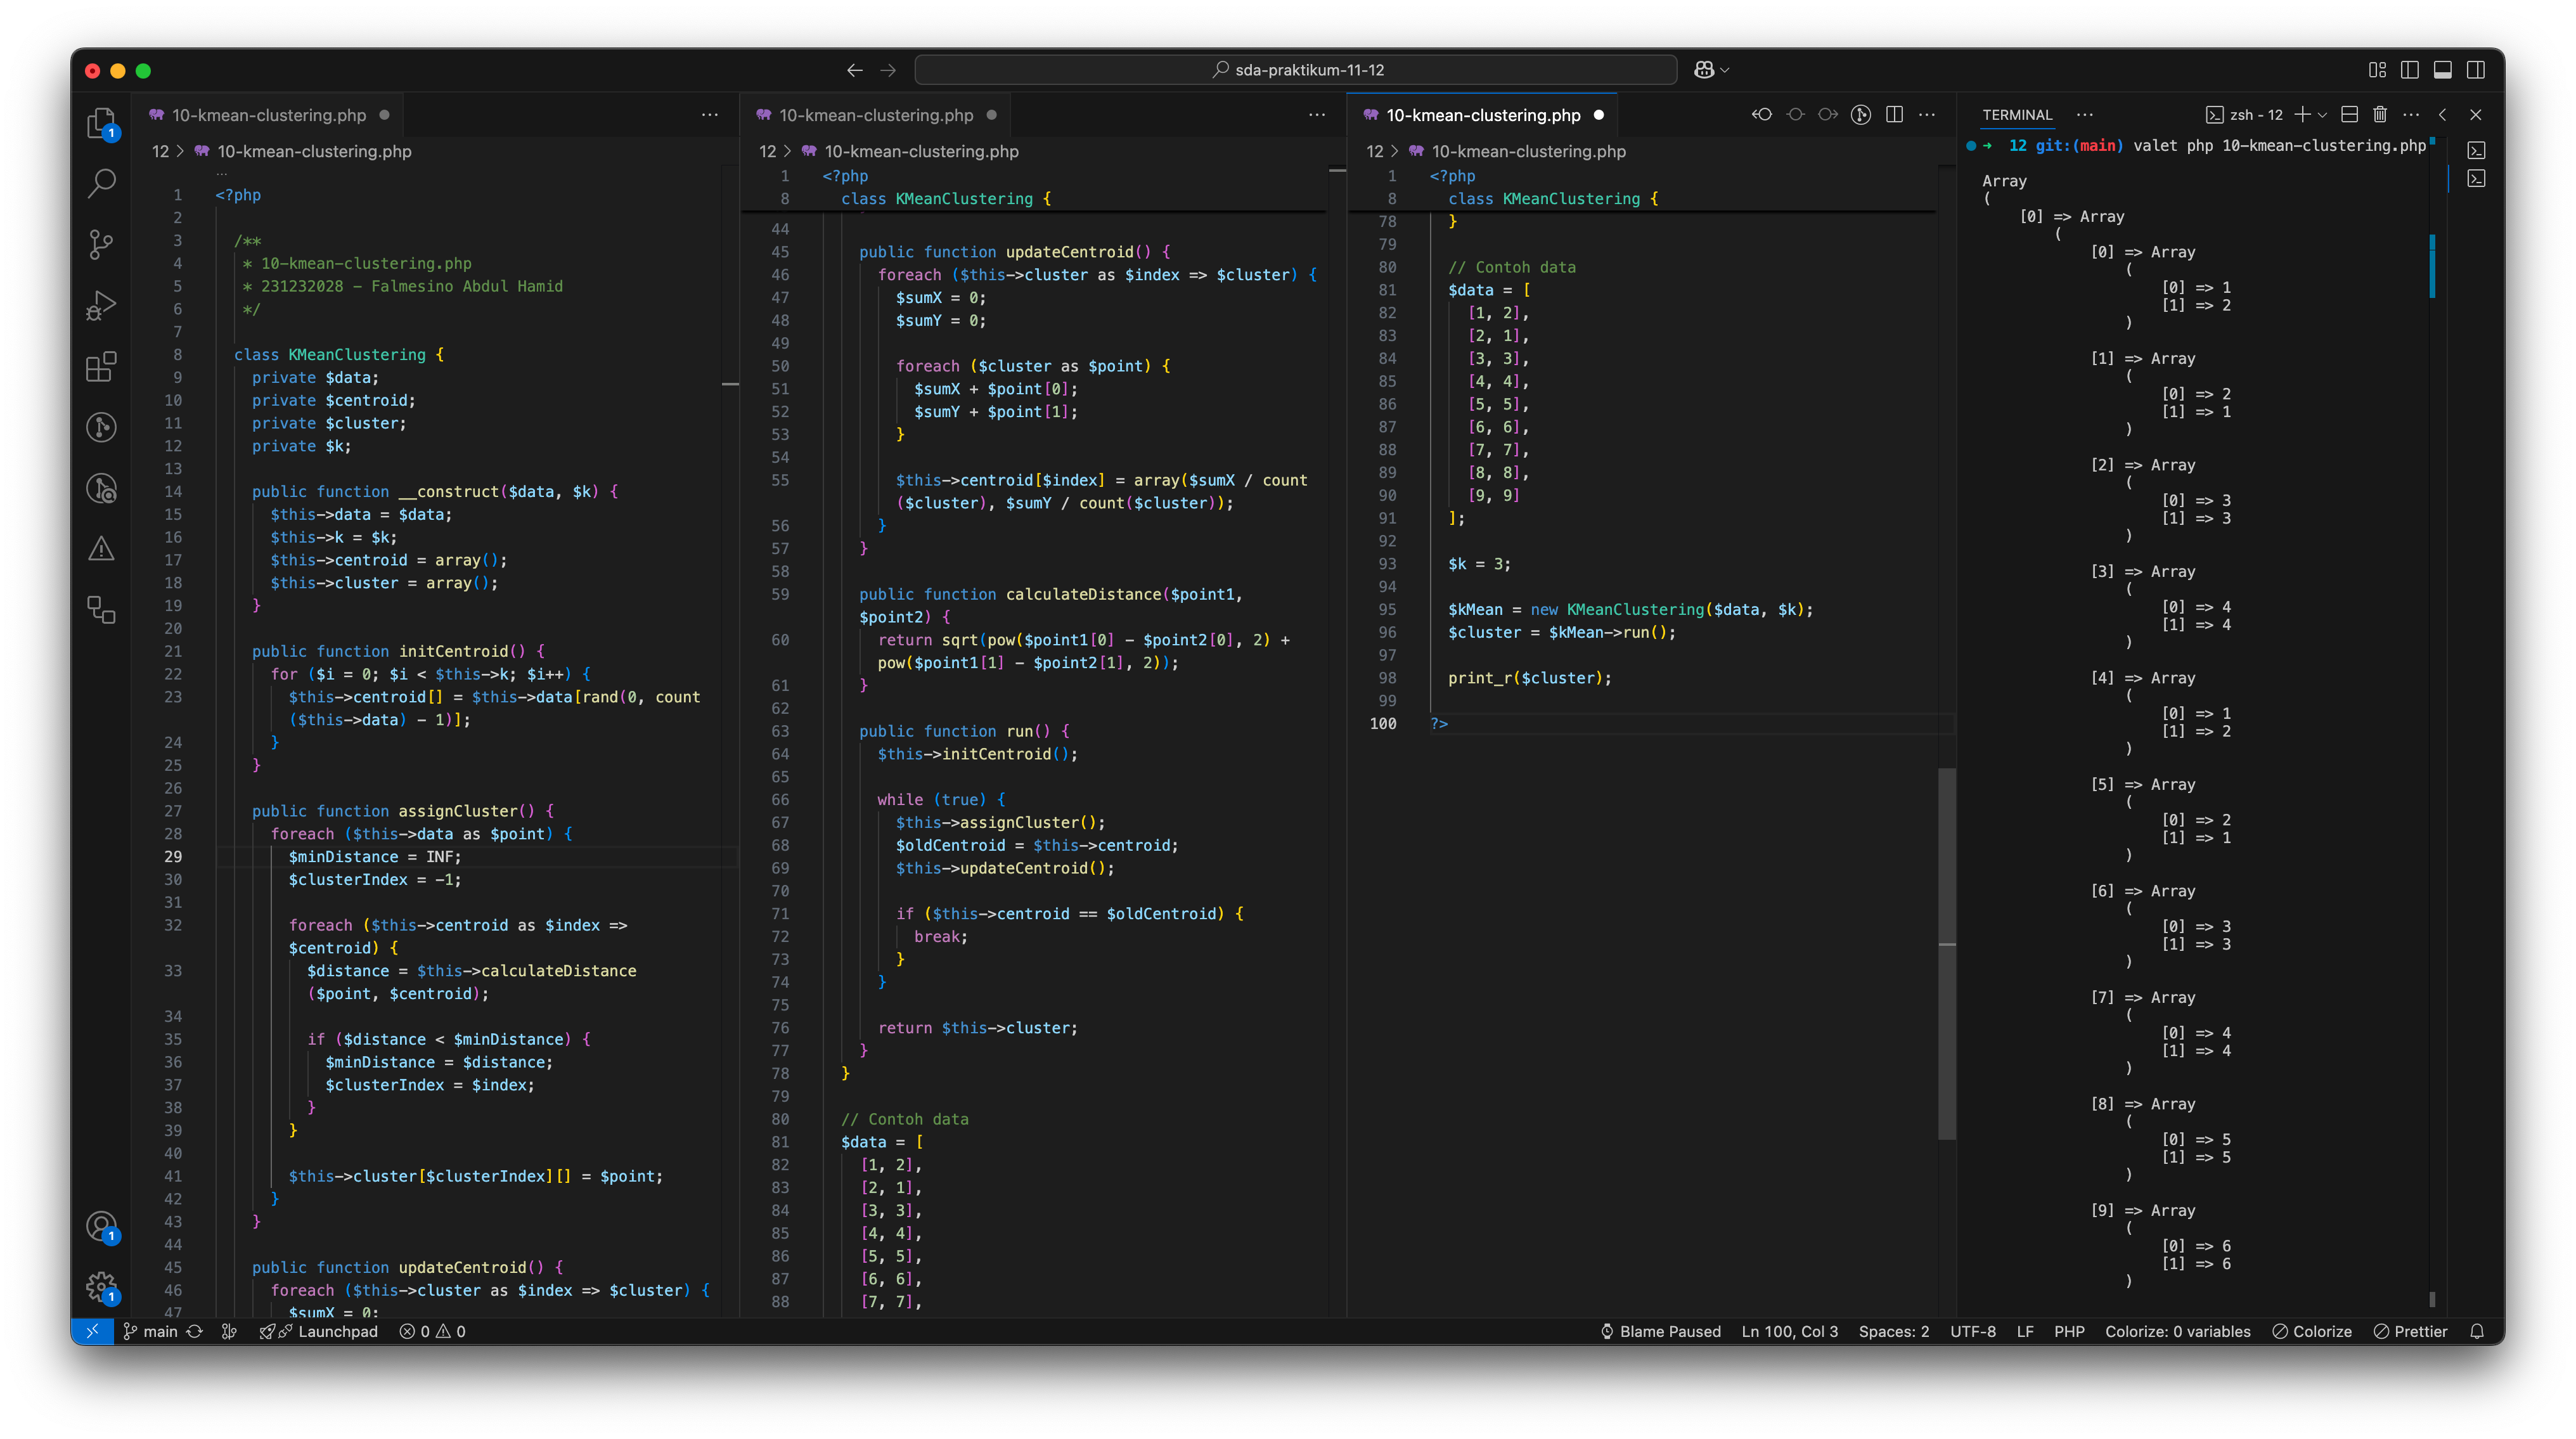 sda-praktikum-11-12
10-kmean-clustering.php
12 > 10-kmean-clustering.php
...
1 <?php
2
3 /**
4 * 10-kmean-clustering.php
5 * 231232028 – Falmesino Abdul Hamid
6 */
7
8 class KMeanClustering {
9 private $data;
10 private $centroid;
11 private $cluster;
12 private $k;
13
14 public function __construct($data, $k) {
15 $this->data = $data;
16 $this->k = $k;
17 $this->centroid = array();
18 $this->cluster = array();
19 }
20
21 public function initCentroid() {
22 for ($i = 0; $i < $this->k; $i++) {
23 $this->centroid[] = $this->data[rand(0, count
($this->data) - 1)];
24 }
25 }
26
27 public function assignCluster() {
28 foreach ($this->data as $point) {
29 $minDistance = INF;
30 $clusterIndex = -1;
31
32 foreach ($this->centroid as $index =>
$centroid) {
33 $distance = $this->calculateDistance
($point, $centroid);
34
35 if ($distance < $minDistance) {
36 $minDistance = $distance;
37 $clusterIndex = $index;
38 }
39 }
40
41 $this->cluster[$clusterIndex][] = $point;
42 }
43 }
44
45 public function updateCentroid() {
46 foreach ($this->cluster as $index => $cluster) {
47 $sumX = 0;
10-kmean-clustering.php
12 > 10-kmean-clustering.php
1 <?php
8 class KMeanClustering {
44
45 public function updateCentroid() {
46 foreach ($this->cluster as $index => $cluster) {
47 $sumX = 0;
48 $sumY = 0;
49
50 foreach ($cluster as $point) {
51 $sumX + $point[0];
52 $sumY + $point[1];
53 }
54
55 $this->centroid[$index] = array($sumX / count
($cluster), $sumY / count($cluster));
56 }
57 }
58
59 public function calculateDistance($point1,
$point2) {
60 return sqrt(pow($point1[0] - $point2[0], 2) +
pow($point1[1] - $point2[1], 2));
61 }
62
63 public function run() {
64 $this->initCentroid();
65
66 while (true) {
67 $this->assignCluster();
68 $oldCentroid = $this->centroid;
69 $this->updateCentroid();
70
71 if ($this->centroid == $oldCentroid) {
72 break;
73 }
74 }
75
76 return $this->cluster;
77 }
78 }
79
80 // Contoh data
81 $data = [
82 [1, 2],
83 [2, 1],
84 [3, 3],
85 [4, 4],
86 [5, 5],
87 [6, 6],
88 [7, 7],
10-kmean-clustering.php
12 > 10-kmean-clustering.php
1 <?php
8 class KMeanClustering {
78 }
79
80 // Contoh data
81 $data = [
82 [1, 2],
83 [2, 1],
84 [3, 3],
85 [4, 4],
86 [5, 5],
87 [6, 6],
88 [7, 7],
89 [8, 8],
90 [9, 9]
91 ];
92
93 $k = 3;
94
95 $kMean = new KMeanClustering($data, $k);
96 $cluster = $kMean->run();
97
98 print_r($cluster);
99
100 ?>
TERMINAL
zsh - 12
12 git:(main) valet php 10-kmean-clustering.php
Array
(
[0] => Array
(
[0] => Array
(
[0] => 1
[1] => 2
)
[1] => Array
(
[0] => 2
[1] => 1
)
[2] => Array
(
[0] => 3
[1] => 3
)
[3] => Array
(
[0] => 4
[1] => 4
)
[4] => Array
(
[0] => 1
[1] => 2
)
[5] => Array
(
[0] => 2
[1] => 1
)
[6] => Array
(
[0] => 3
[1] => 3
)
[7] => Array
(
[0] => 4
[1] => 4
)
[8] => Array
(
[0] => 5
[1] => 5
)
[9] => Array
(
[0] => 6
[1] => 6
)
1
1
1
main Launchpad 0 0 Blame Paused Ln 100, Col 3 Spaces: 2 UTF-8 LF PHP Colorize: 0 variables Colorize Prettier